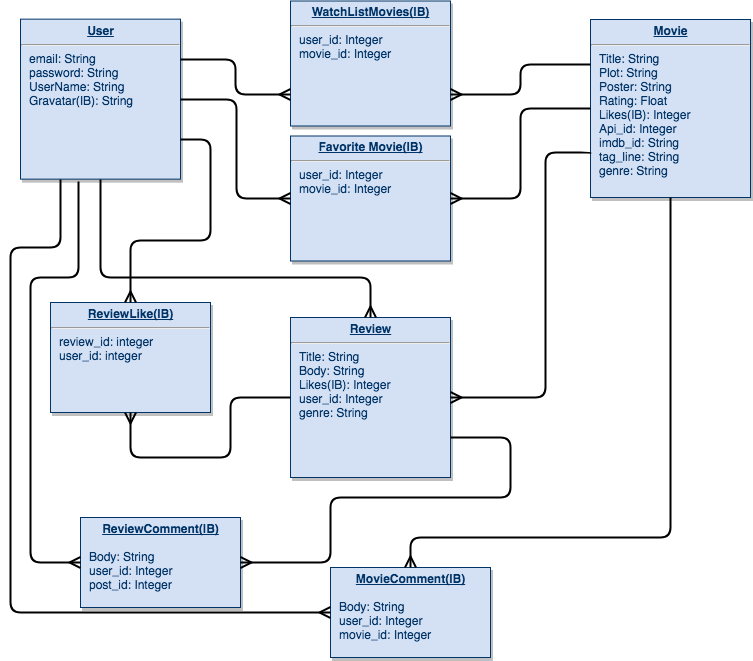 User
email: String
password: String
UserName: String
Gravatar(IB): String
WatchListMovies(IB)
user_id: Integer
movie_id: Integer
Movie
Title: String
Plot: String
Poster: String
Rating: Float
Likes(IB): Integer
Api_id: Integer
imdb_id: String
tag_line: String
genre: String
Favorite Movie(IB)
user_id: Integer
movie_id: Integer
ReviewLike(IB)
review_id: integer
user_id: integer
Review
Title: String
Body: String
Likes(IB): Integer
user_id: Integer
genre: String
ReviewComment(IB)
Body: String
user_id: Integer
post_id: Integer
MovieComment(IB)
Body: String
user_id: Integer
movie_id: Integer